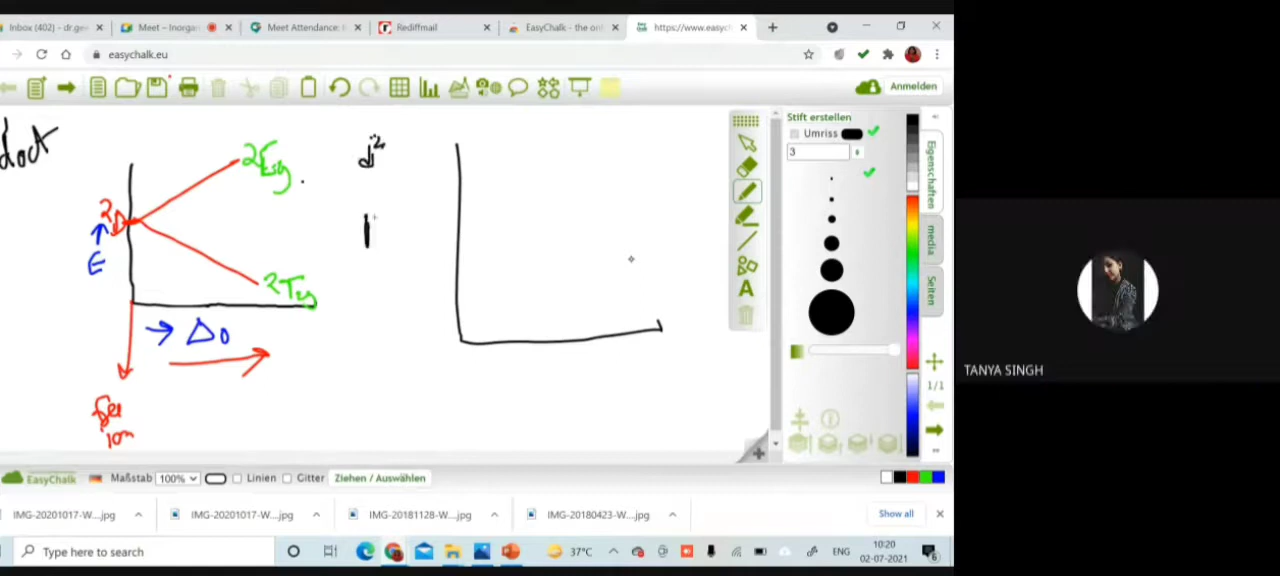 Inbox (402) - dr.gee
Meet – Inorgan
Meet Attendance: l
Rediffmail
EasyChalk - the onl
https://www.easych
easychalk.eu
Anmelden
Stift erstellen
Umriss
3
Eigenschaften
media
Seiten
1/1
2Eg
d²
2D
E
2T2g
→ Δ0
ion
TANYA SINGH
EasyChalk
Maßstab 100%
Linien
Gitter
Ziehen / Auswählen
IMG-20201017-W....jpg
IMG-20201017-W....jpg
IMG-20181128-W....jpg
IMG-20180423-W....jpg
Show all
Type here to search
37°C
ENG
10:20
02-07-2021
6